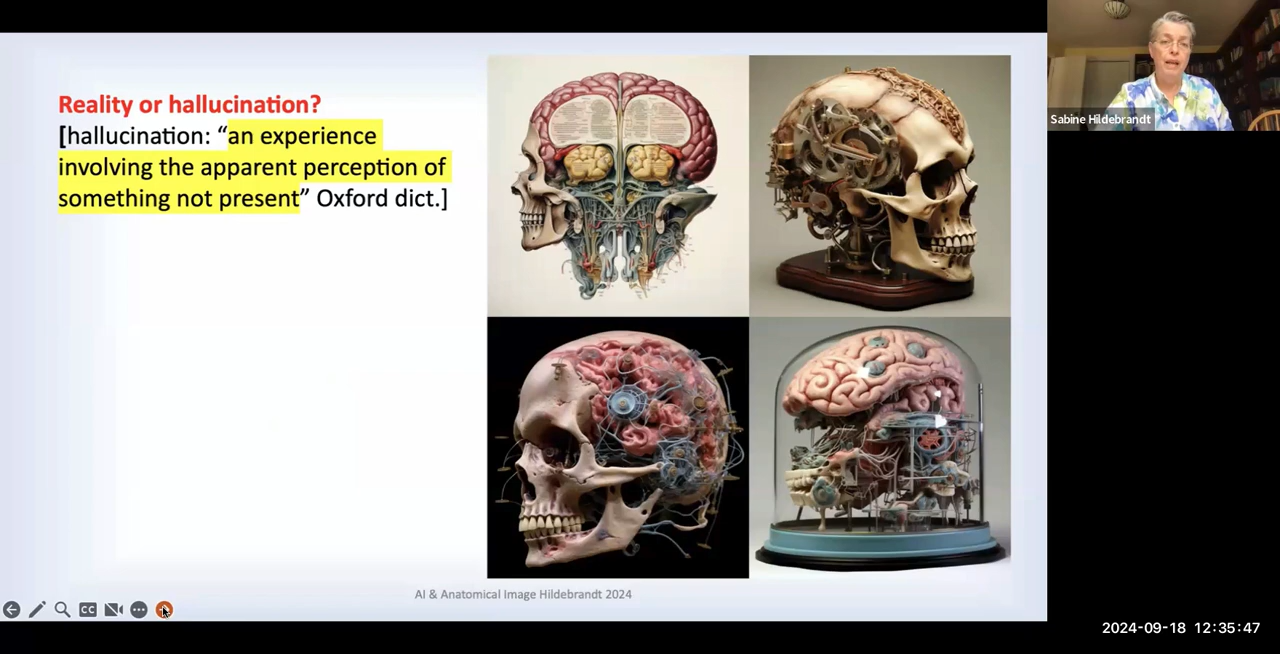 Reality or hallucination?
[hallucination: “an experience
involving the apparent perception of
something not present” Oxford dict.]
AI & Anatomical Image Hildebrandt 2024
CC
Sabine Hildebrandt
2024-09-18 12:35:47